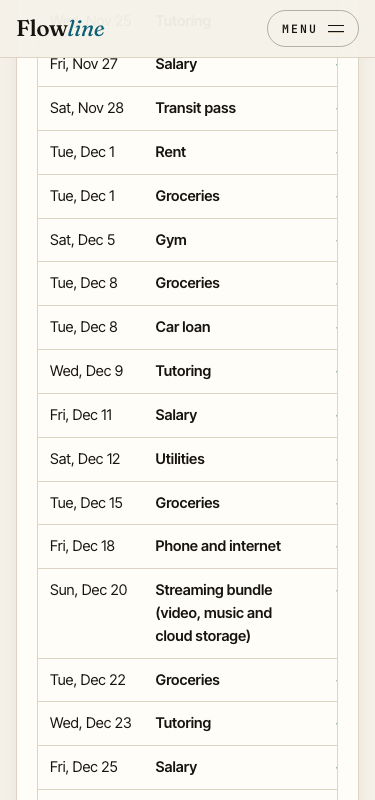 Wed, Nov 25 Tutoring
Flowline
MENU
Fri, Nov 27 Salary
Sat, Nov 28 Transit pass
Tue, Dec 1 Rent
Tue, Dec 1 Groceries
Sat, Dec 5 Gym
Tue, Dec 8 Groceries
Tue, Dec 8 Car loan
Wed, Dec 9 Tutoring
Fri, Dec 11 Salary
Sat, Dec 12 Utilities
Tue, Dec 15 Groceries
Fri, Dec 18 Phone and internet
Sun, Dec 20 Streaming bundle
(video, music and
cloud storage)
Tue, Dec 22 Groceries
Wed, Dec 23 Tutoring
Fri, Dec 25 Salary